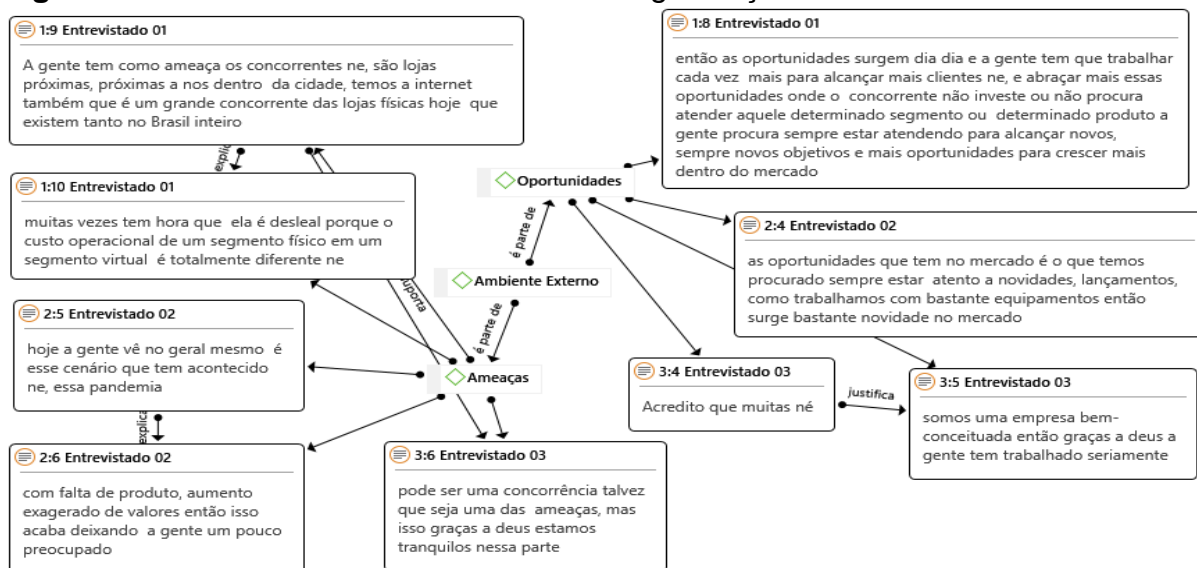 1:9 Entrevistado 01
A gente tem como ameaça os concorrentes ne, são lojas
próximas, próximas a nos dentro da cidade, temos a internet
também que é um grande concorrente das lojas físicas hoje que
existem tanto no Brasil inteiro
1:8 Entrevistado 01
então as oportunidades surgem dia dia e a gente tem que trabalhar
cada vez mais para alcançar mais clientes ne, e abraçar mais essas
oportunidades onde o concorrente não investe ou não procura
atender aquele determinado segmento ou determinado produto a
gente procura sempre estar atendendo para alcançar novos,
sempre novos objetivos e mais oportunidades para crescer mais
dentro do mercado
1:10 Entrevistado 01
muitas vezes tem hora que ela é desleal porque o
custo operacional de um segmento físico em um
segmento virtual é totalmente diferente ne
Oportunidades
é parte de
Ambiente Externo
é parte de
Ameaças
2:4 Entrevistado 02
as oportunidades que tem no mercado é o que temos
procurado sempre estar atento a novidades, lançamentos,
como trabalhamos com bastante equipamentos então
surge bastante novidade no mercado
2:5 Entrevistado 02
hoje a gente vê no geral mesmo é
esse cenário que tem acontecido
ne, essa pandemia
3:4 Entrevistado 03
Acredito que muitas né
justifica
3:5 Entrevistado 03
somos uma empresa bem-
conceituada então graças a deus a
gente tem trabalhado seriamente
2:6 Entrevistado 02
com falta de produto, aumento
exagerado de valores então isso
acaba deixando a gente um pouco
preocupado
3:6 Entrevistado 03
pode ser uma concorrência talvez
que seja uma das ameaças, mas
isso graças a deus estamos
tranquilos nessa parte